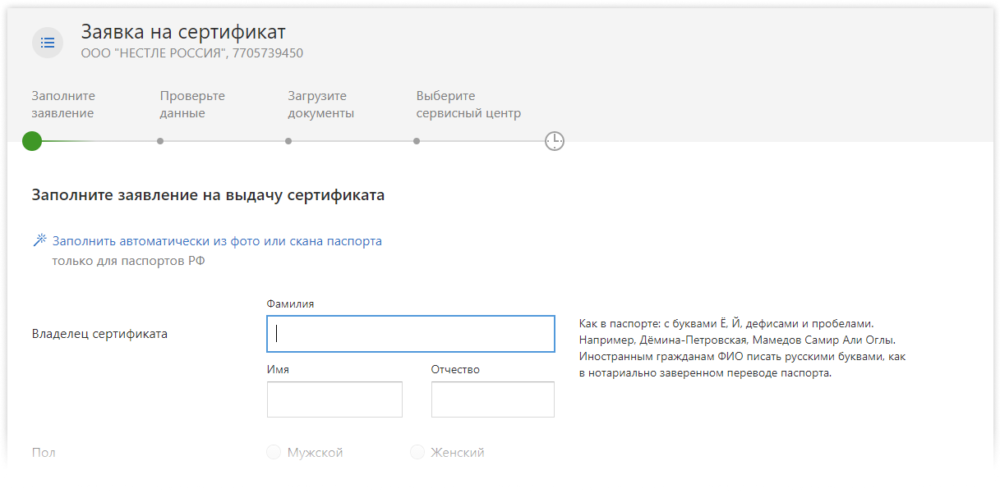 Заявка на сертификат
ООО "НЕСТЛЕ РОССИЯ", 7705739450
Заполните
заявление
Проверьте
данные
Загрузите
документы
Выберите
сервисный центр
Заполните заявление на выдачу сертификата
Заполнить автоматически из фото или скана паспорта
только для паспортов РФ
Владелец сертификата
Фамилия
Имя
Отчество
Как в паспорте: с буквами Ё, Й, дефисами и пробелами.
Например, Дёмина-Петровская, Мамедов Самир Али Оглы.
Иностранным гражданам ФИО писать русскими буквами, как
в нотариально заверенном переводе паспорта.
Пол
Мужской
Женский